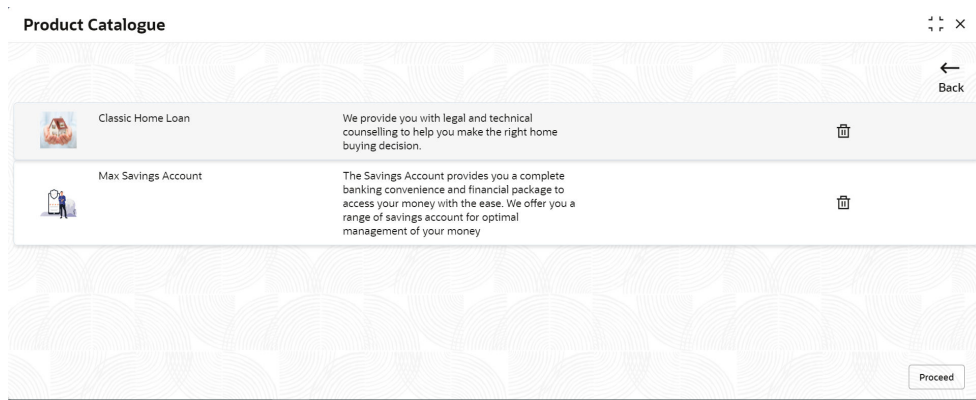 Product Catalogue
Back
Classic Home Loan
We provide you with legal and technical
counselling to help you make the right home
buying decision.
Max Savings Account
The Savings Account provides you a complete
banking convenience and financial package to
access your money with the ease. We offer you a
range of savings account for optimal
management of your money
Proceed